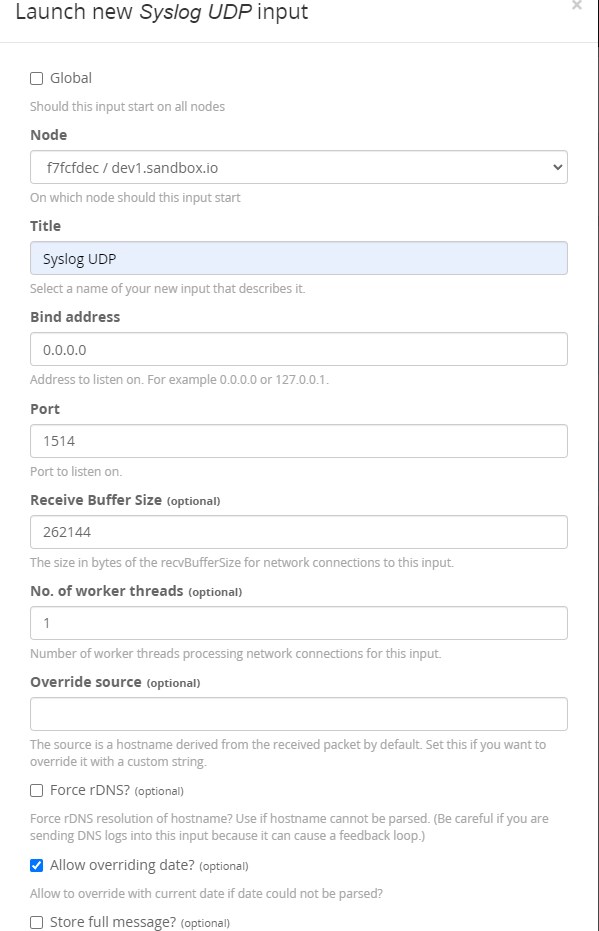 Launch new Syslog UDP input
×
Global
Should this input start on all nodes
Node
f7fcfdec / dev1.sandbox.io
On which node should this input start
Title
Syslog UDP
Select a name of your new input that describes it.
Bind address
0.0.0.0
Address to listen on. For example 0.0.0.0 or 127.0.0.1.
Port
1514
Port to listen on.
Receive Buffer Size (optional)
262144
The size in bytes of the recvBufferSize for network connections to this input.
No. of worker threads (optional)
1
Number of worker threads processing network connections for this input.
Override source (optional)
The source is a hostname derived from the received packet by default. Set this if you want to
override it with a custom string.
Force rDNS? (optional)
Force rDNS resolution of hostname? Use if hostname cannot be parsed. (Be careful if you are
sending DNS logs into this input because it can cause a feedback loop.)
Allow overriding date? (optional)
Allow to override with current date if date could not be parsed?
Store full message? (optional)